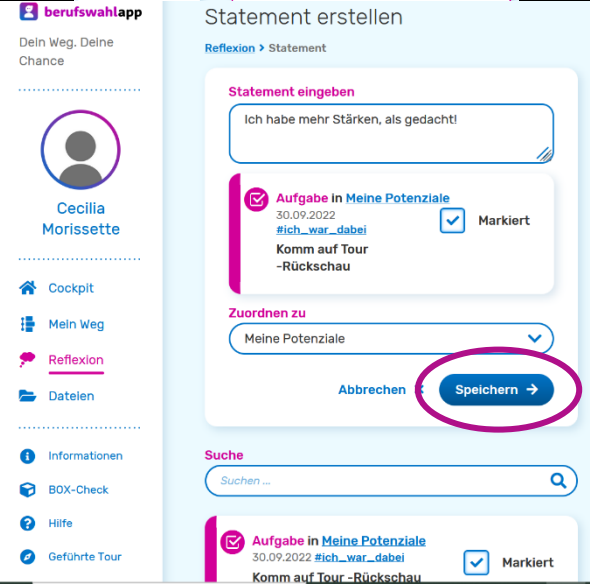 berufswahlapp
Dein Weg. Deine
Chance
Cecilia
Morissette
Cockpit
Mein Weg
Reflexion
Dateien
Informationen
BOX-Check
Hilfe
Geführte Tour
Statement erstellen
Reflexion > Statement
Statement eingeben
Ich habe mehr Stärken, als gedacht!
Aufgabe in Meine Potenziale
30.09.2022
#ich_war_dabei
Komm auf Tour
-Rückschau
Markiert
Zuordnen zu
Meine Potenziale
Abbrechen
Speichern →
Suche
Suchen ...
Aufgabe in Meine Potenziale
30.09.2022 #ich_war_dabei
Komm auf Tour -Rückschau
Markiert